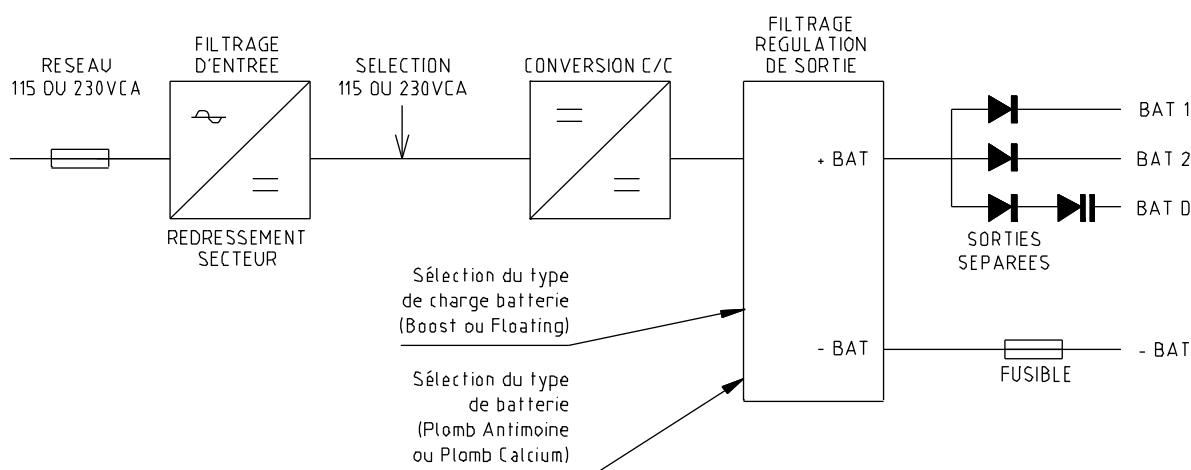 RESEAU
115 OU 230VCA
FILTRAGE
D'ENTREE
REDRESSEMENT
SECTEUR
SELECTION
115 OU 230VCA
CONVERSION C/C
FILTRAGE
REGULATION
DE SORTIE
+ BAT
- BAT
BAT 1
BAT 2
BAT D
SORTIES
SEPAREES
- BAT
FUSIBLE
Sélection du type
de charge batterie
(Boost ou Floating)
Sélection du type
de batterie
(Plomb Antimoine
ou Plomb Calcium)